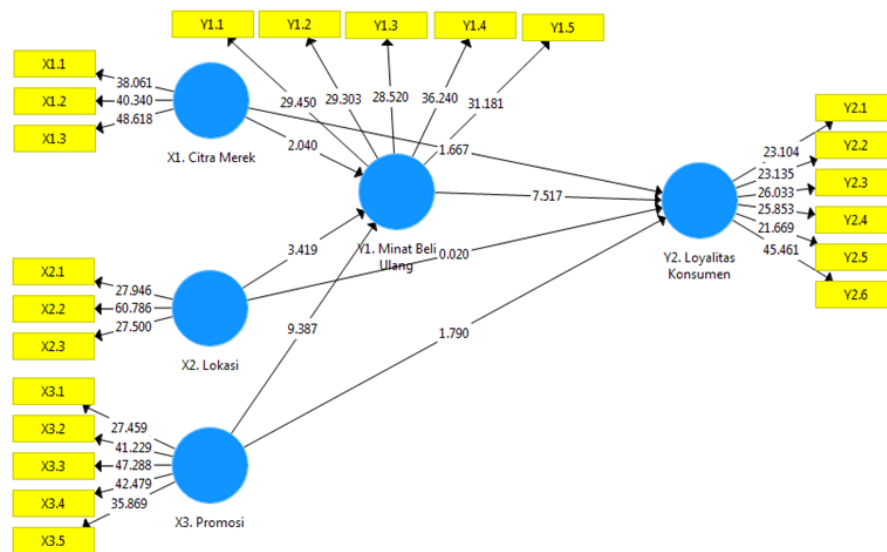 Y1.1
Y1.2
Y1.3
Y1.4
Y1.5
29.450
29.303
28.520
36.240
31.181
X1.1
X1.2
X1.3
38.061
40.340
48.618
X1. Citra Merek
2.040
1.667
Y1. Minat Beli
Ulang
7.517
Y2.1
Y2.2
Y2.3
Y2.4
Y2.5
Y2.6
23.104
23.135
26.033
25.853
21.669
45.461
Y2. Loyalitas
Konsumen
X2.1
X2.2
X2.3
27.946
60.786
27.500
X2. Lokasi
3.419
0.020
9.387
1.790
X3.1
X3.2
X3.3
X3.4
X3.5
27.459
41.229
47.288
42.479
35.869
X3. Promosi